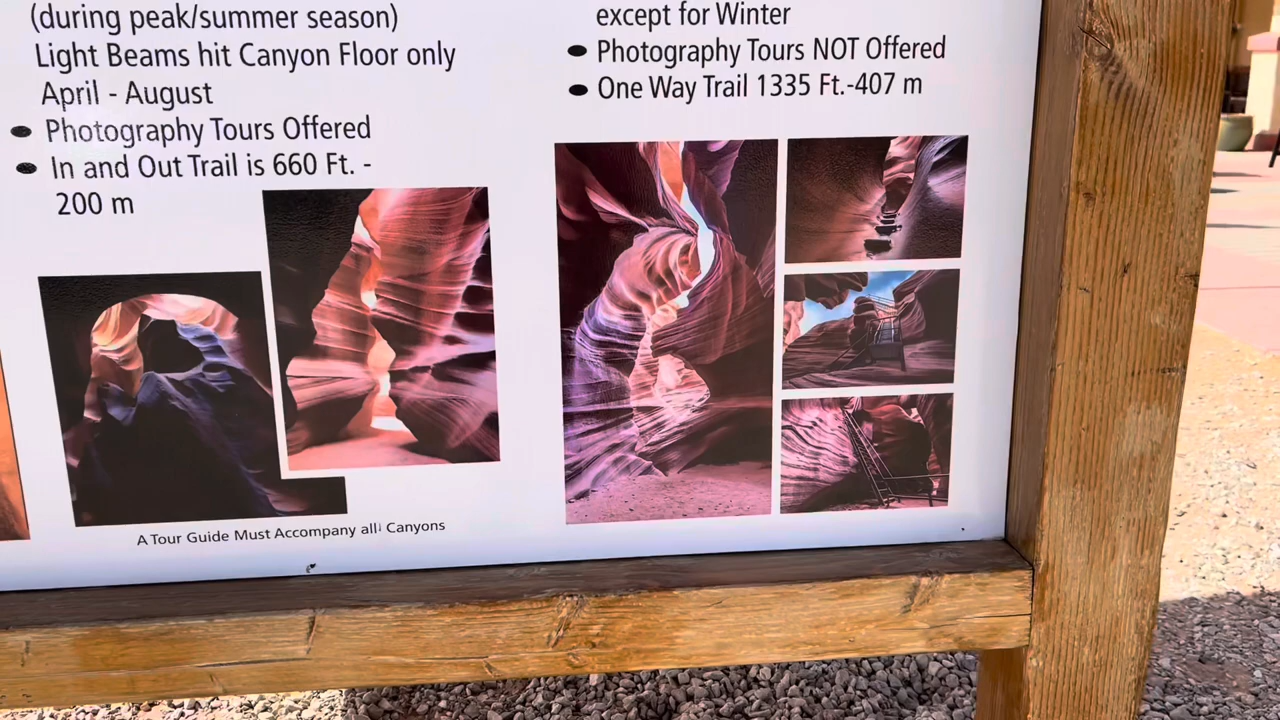 (during peak/summer season)
Light Beams hit Canyon Floor only
April - August
Photography Tours Offered
In and Out Trail is 660 Ft. -
200 m
except for Winter
Photography Tours NOT Offered
One Way Trail 1335 Ft.-407 m
A Tour Guide Must Accompany all Canyons